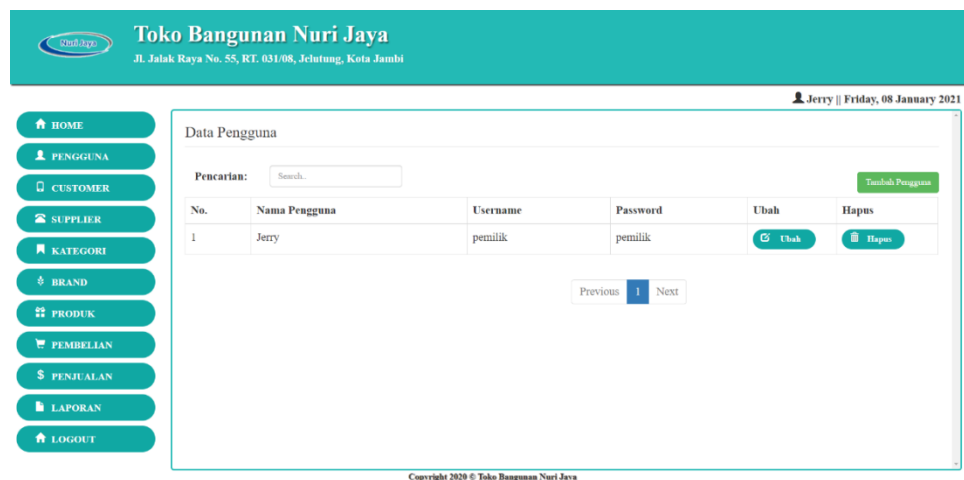 Nuri Jaya
Toko Bangunan Nuri Jaya
Jl. Jalak Raya No. 55, RT. 031/08, Jelutung, Kota Jambi
Jerry || Friday, 08 January 2021
HOME
PENGGUNA
CUSTOMER
SUPPLIER
KATEGORI
BRAND
PRODUK
PEMBELIAN
PENJUALAN
LAPORAN
LOGOUT
Data Pengguna
Pencarian: Search..
Tambah Pengguna
No. Nama Pengguna Username Password Ubah Hapus
1 Jerry pemilik pemilik Ubah Hapus
Previous 1 Next
Copyright 2020 © Toko Bangunan Nuri Jaya